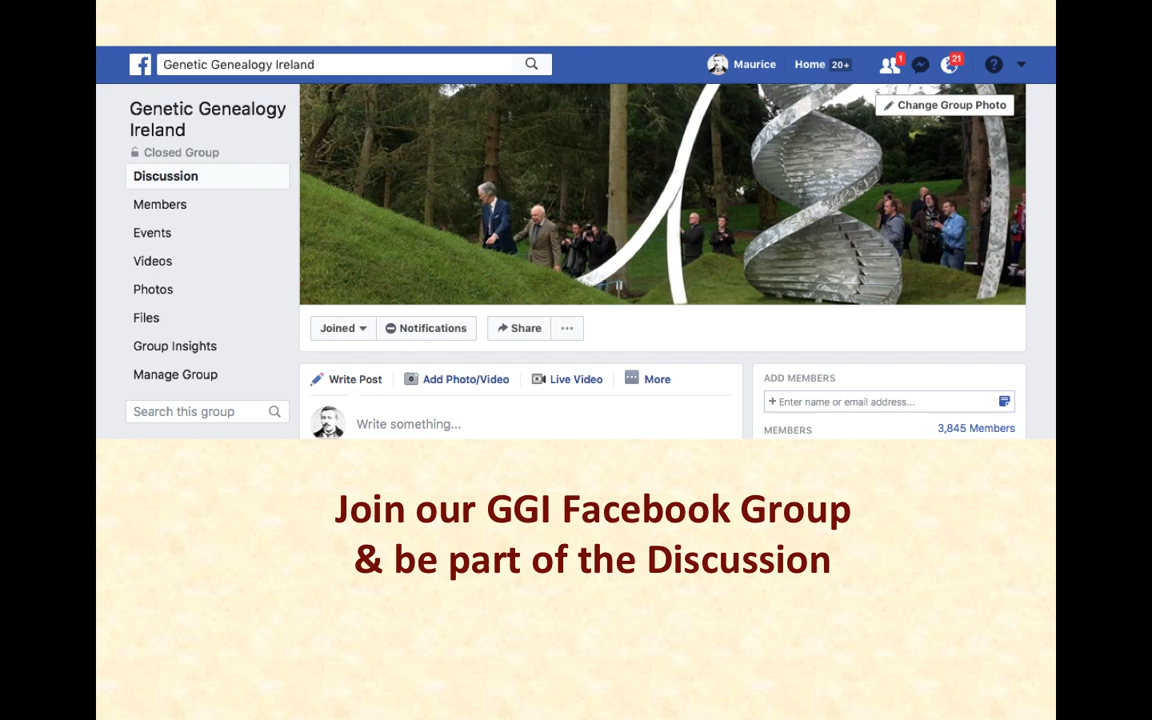 f
Genetic Genealogy Ireland
Maurice
Home 20+
1
21
?
Genetic Genealogy
Ireland
Closed Group
Discussion
Members
Events
Videos
Photos
Files
Group Insights
Manage Group
Search this group
Change Group Photo
Joined
Notifications
Share
Write Post
Add Photo/Video
Live Video
More
Write something...
ADD MEMBERS
+ Enter name or email address...
MEMBERS
3,845 Members
Join our GGI Facebook Group
& be part of the Discussion